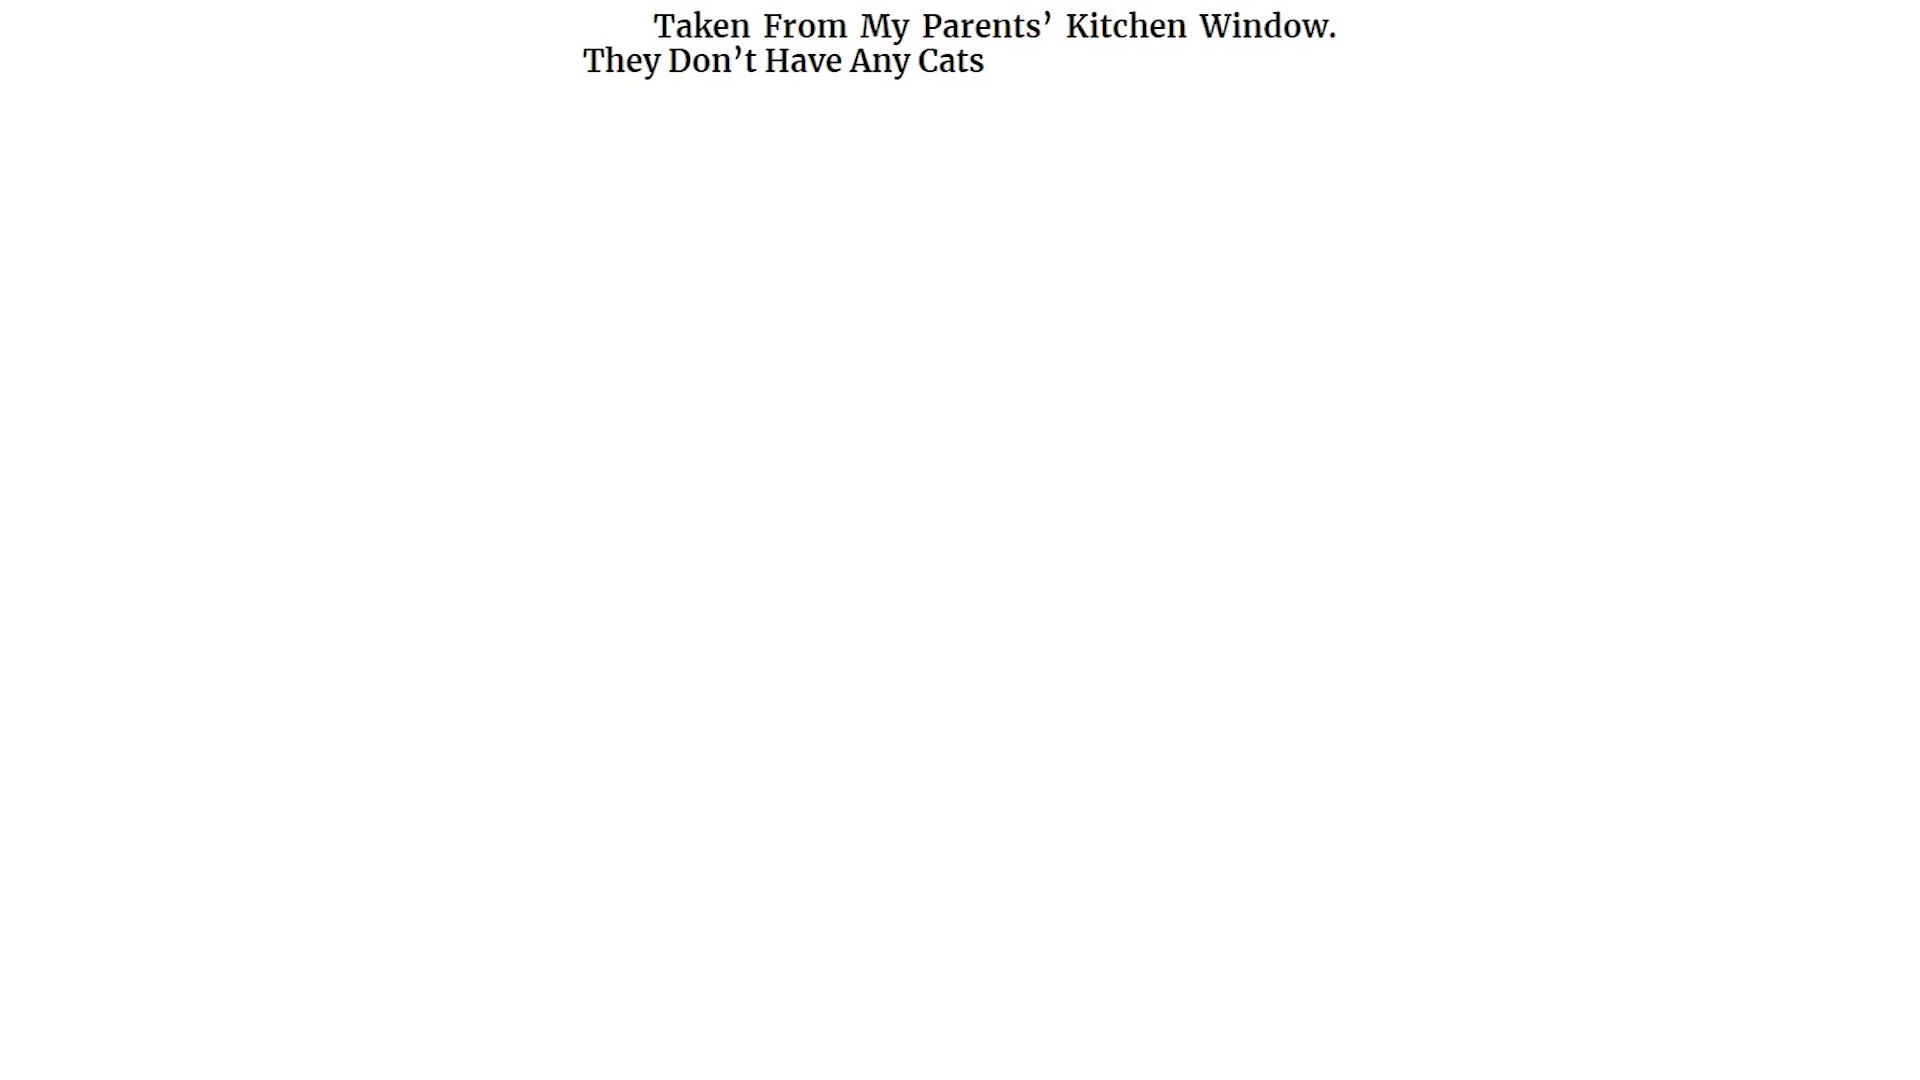 Taken From My Parents’ Kitchen Window.
They Don’t Have Any Cats